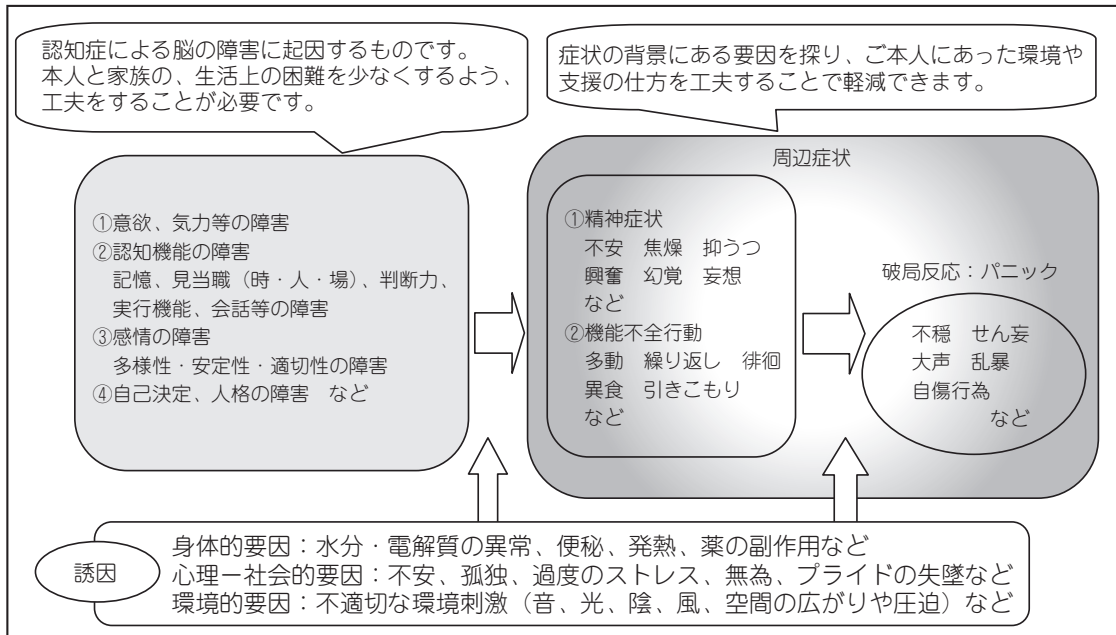 認知症による脳の障害に起因するものです。
本人と家族の、生活上の困難を少なくするよう、
工夫をすることが必要です。
症状の背景にある要因を探り、ご本人にあった環境や
支援の仕方を工夫することで軽減できます。
①意欲、気力等の障害
②認知機能の障害
記憶、見当職（時・人・場）、判断力、
実行機能、会話等の障害
③感情の障害
多様性・安定性・適切性の障害
④自己決定、人格の障害　など
周辺症状
①精神症状
不安　焦燥　抑うつ
興奮　幻覚　妄想
など
②機能不全行動
多動　繰り返し　徘徊
異食　引きこもり
など
破局反応：パニック
不穏　せん妄
大声　乱暴
自傷行為
など
誘因
身体的要因：水分・電解質の異常、便秘、発熱、薬の副作用など
心理ー社会的要因：不安、孤独、過度のストレス、無為、プライドの失墜など
環境的要因：不適切な環境刺激（音、光、陰、風、空間の広がりや圧迫）など